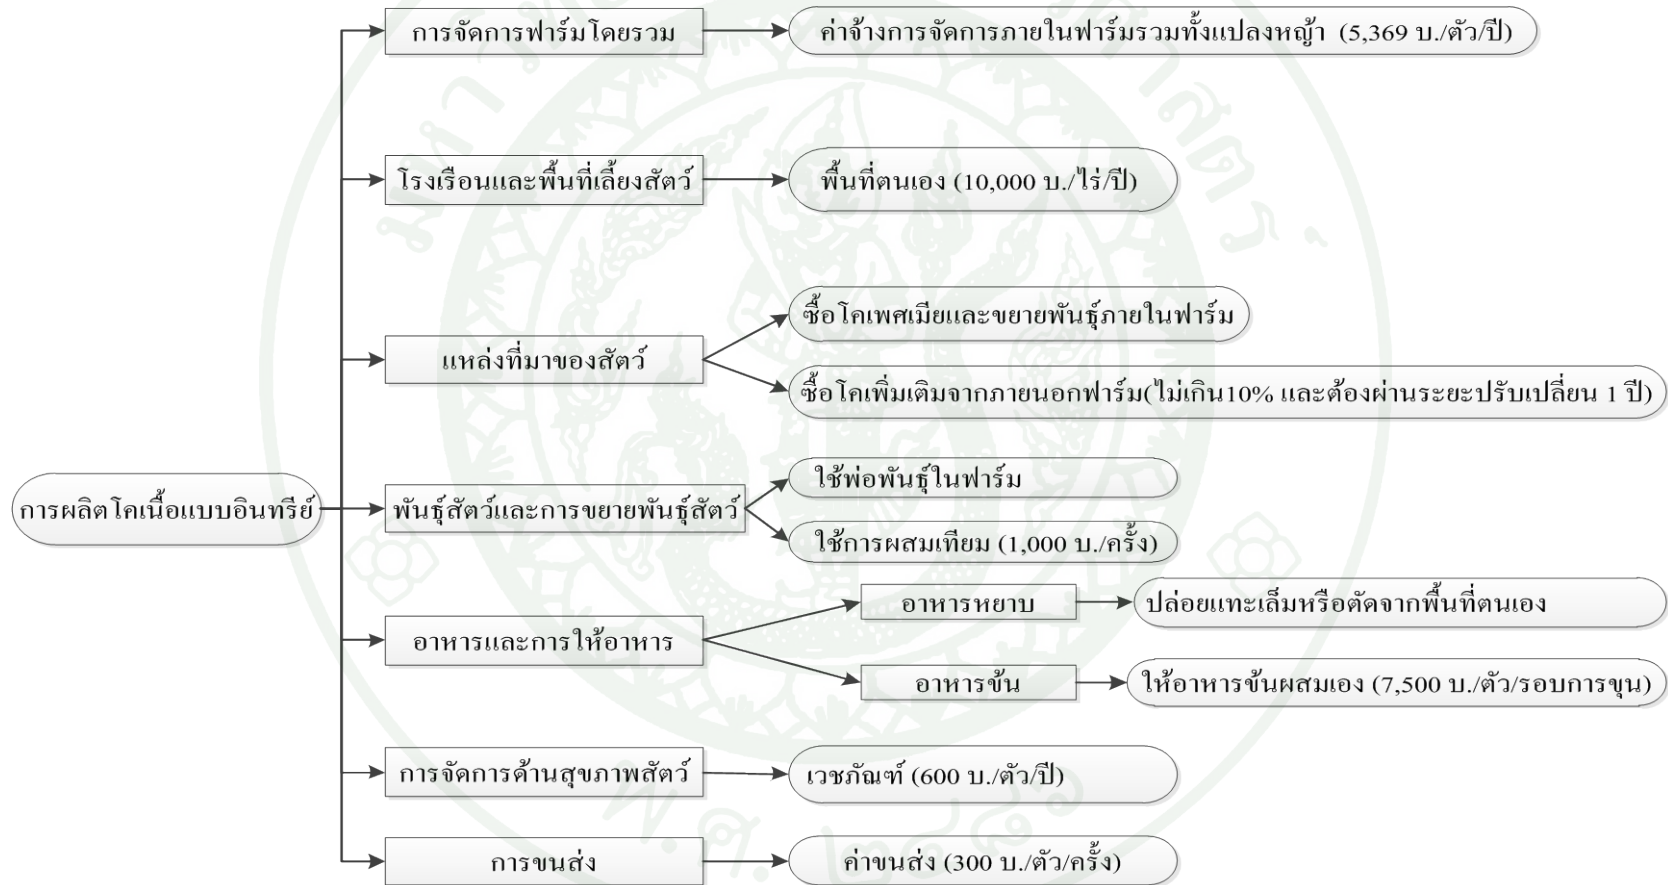 การจัดการฟาร์มโดยรวม
ค่าจ้างการจัดการภายในฟาร์มรวมทั้งแปลงหญ้า (5,369 บ./ตัว/ปี)
โรงเรือนและพื้นที่เลี้ยงสัตว์
พื้นที่ตนเอง (10,000 บ./ไร่/ปี)
แหล่งที่มาของสัตว์
ซื้อโคเพศเมียและขยายพันธุ์ภายในฟาร์ม
ซื้อโคเพิ่มเติมจากภายนอกฟาร์ม(ไม่เกิน10% และต้องผ่านระยะปรับเปลี่ยน 1 ปี)
การผลิตโคเนื้อแบบอินทรีย์
พันธุ์สัตว์และการขยายพันธุ์สัตว์
ใช้พ่อพันธุ์ในฟาร์ม
ใช้การผสมเทียม (1,000 บ./ครั้ง)
อาหารและการให้อาหาร
อาหารหยาบ
ปล่อยแทะเล็มหรือตัดจากพื้นที่ตนเอง
อาหารข้น
ให้อาหารข้นผสมเอง (7,500 บ./ตัว/รอบการขุน)
การจัดการด้านสุขภาพสัตว์
เวชภัณฑ์ (600 บ./ตัว/ปี)
การขนส่ง
ค่าขนส่ง (300 บ./ตัว/ครั้ง)
พ.ศ. ๒๔๘๖